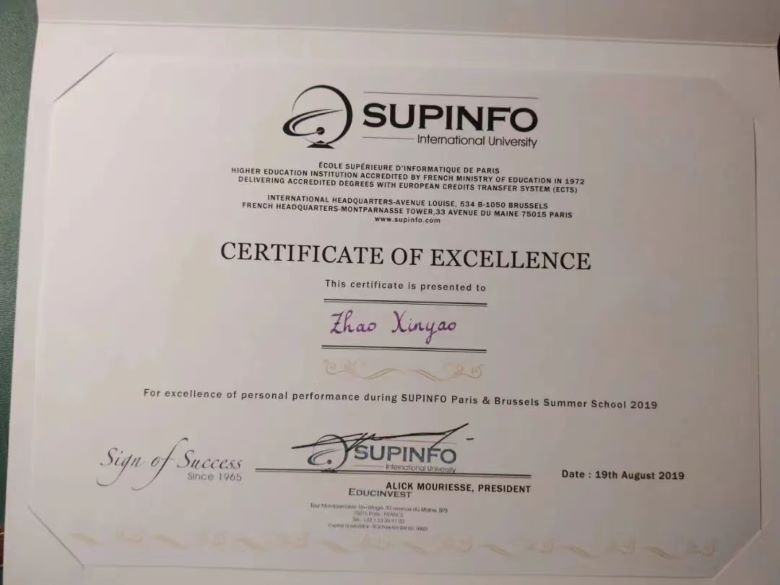 SUPINFO
International University
ÉCOLE SUPÉRIEURE D'INFORMATIQUE DE PARIS
HIGHER EDUCATION INSTITUTION ACCREDITED BY FRENCH MINISTRY OF EDUCATION IN 1972
DELIVERING ACCREDITED DEGREES WITH EUROPEAN CREDITS TRANSFER SYSTEM (ECTS)
INTERNATIONAL HEADQUARTERS-AVENUE LOUISE, 534 B-1050 BRUSSELS
FRENCH HEADQUARTERS-MONTPARNASSE TOWER,33 AVENUE DU MAINE 75015 PARIS
www.supinfo.com
CERTIFICATE OF EXCELLENCE
This certificate is presented to
Zhao Xinyao
For excellence of personal performance during SUPINFO Paris & Brussels Summer School 2019
Sign of Success
Since 1965
SUPINFO
International University
Date : 19th August 2019
ALICK MOURIESSE, PRESIDENT
EDUCINVEST
75015 Paris - FRANCE